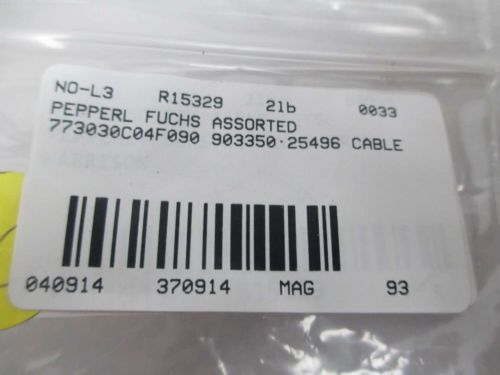 NO-L3 R15329 21b 0033
PEPPERL FUCHS ASSORTED
773030C04F090 903350·25496 CABLE
040914 370914 MAG 93